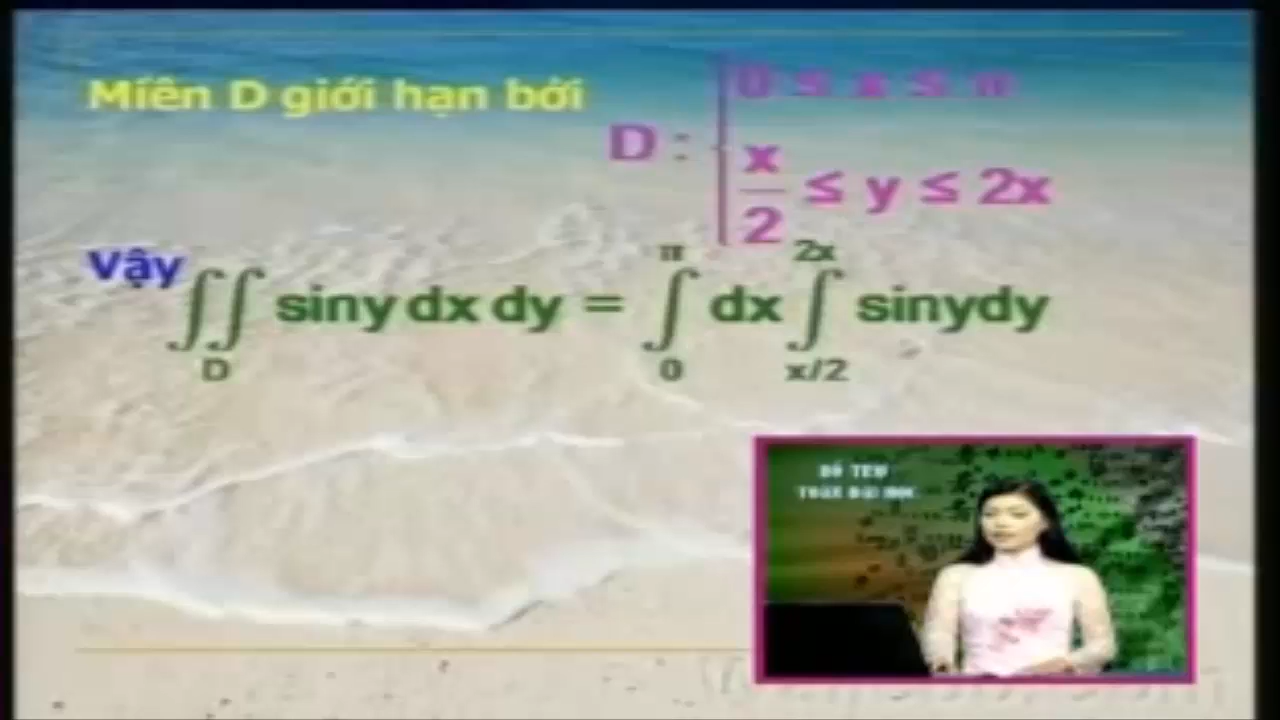 Miền D giới hạn bởi
D : { 0 ≤ x ≤ π
x/2 ≤ y ≤ 2x
Vậy ∬_D siny dx dy = ∫_0^π dx ∫_{x/2}^{2x} sinydy